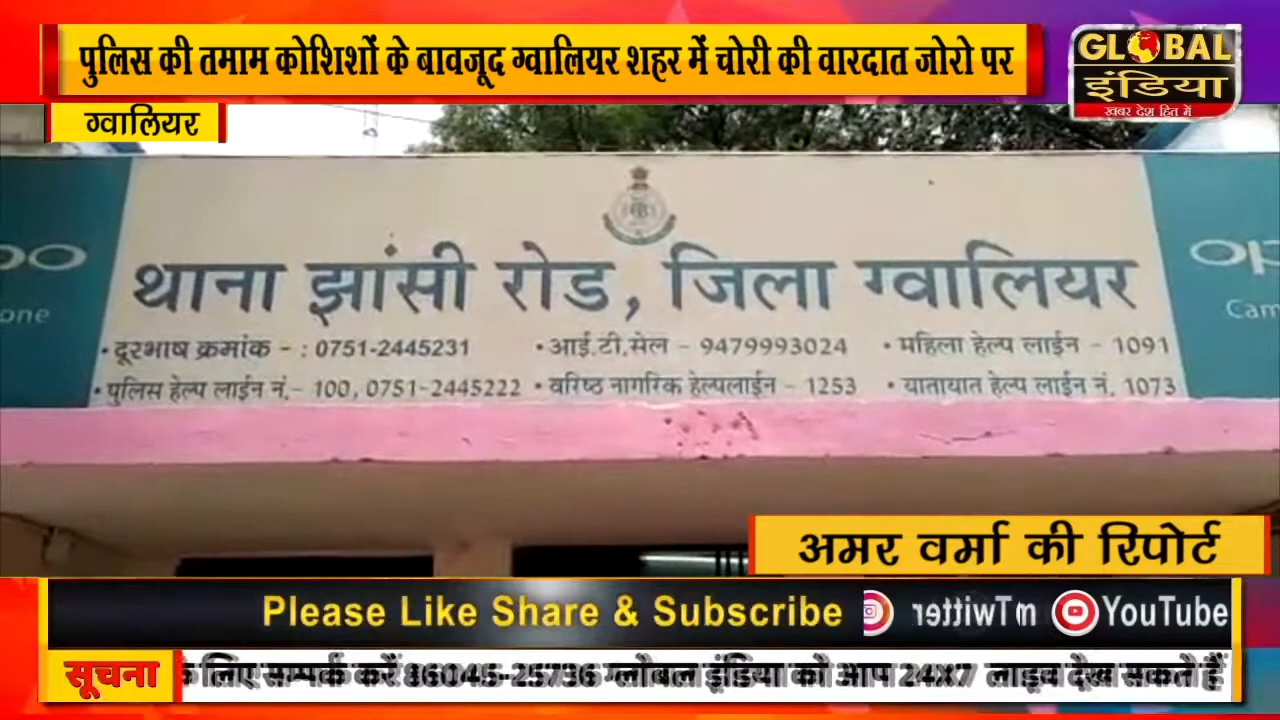 पुलिस की तमाम कोशिशों के बावजूद ग्वालियर शहर में चोरी की वारदात जोरो पर
GLOBAL
इंडिया
खबर देश हित में
ग्वालियर
थाना झांसी रोड, जिला ग्वालियर
• दूरभाष क्रमांक - : 0751-2445231 • आई.टी.सेल - 9479993024 • महिला हेल्प लाईन - 1091
• पुलिस हेल्प लाईन नं.- 100, 0751-2445222 • वरिष्ठ नागरिक हेल्पलाईन - 1253 • यातायात हेल्प लाईन नं. 1073
अमर वर्मा की रिपोर्ट
Please Like Share & Subscribe
YouTube
सूचना
के लिए सम्पर्क करें 86045-25736 ग्लोबल इंडिया को आप 24X7 लाइव देख सकते हैं